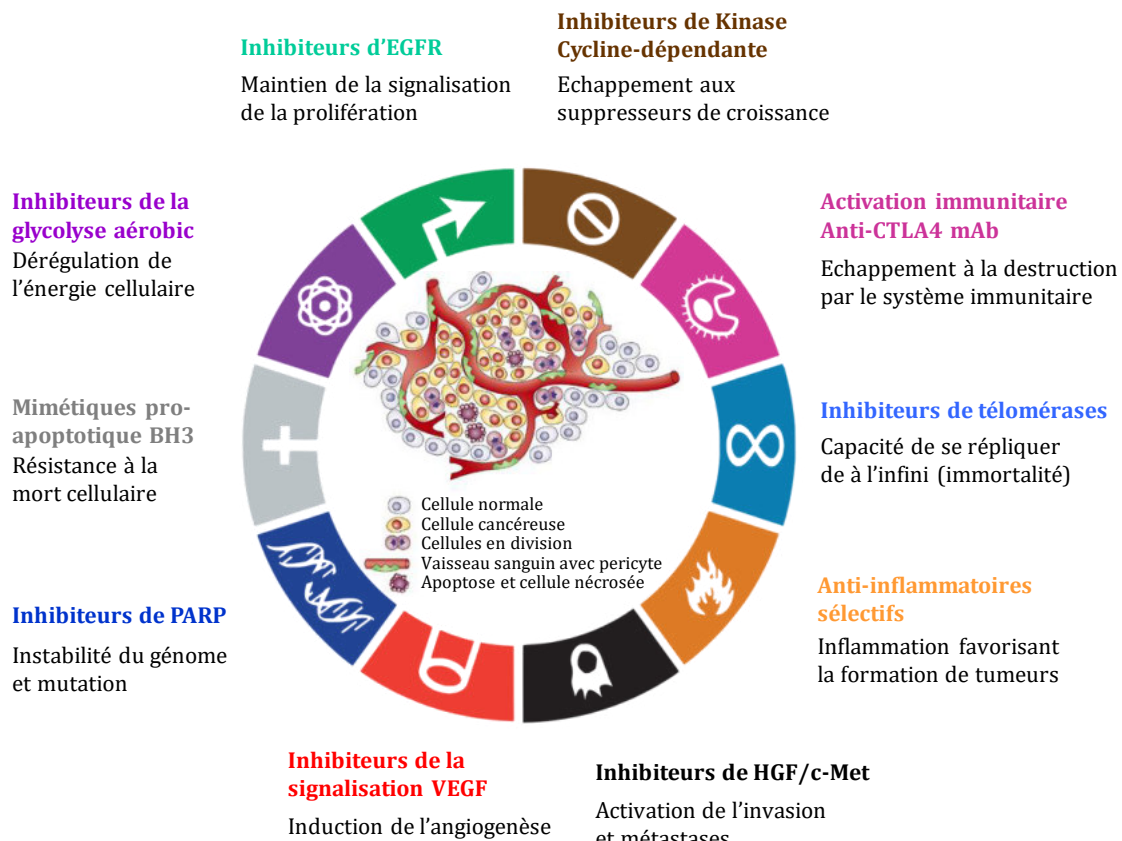 Inhibiteurs d'EGFR
Maintien de la signalisation
de la prolifération
Inhibiteurs de Kinase
Cycline-dépendante
Echappement aux
suppresseurs de croissance
Inhibiteurs de la
glycolyse aérobic
Dérégulation de
l'énergie cellulaire
Activation immunitaire
Anti-CTLA4 mAb
Echappement à la destruction
par le système immunitaire
Mimétiques pro-
apoptotique BH3
Résistance à la
mort cellulaire
Inhibiteurs de télomérases
Capacité de se répliquer
de à l'infini (immortalité)
Cellule normale
Cellule cancéreuse
Cellules en division
Vaisseau sanguin avec pericyte
Apoptose et cellule nécrosée
Inhibiteurs de PARP
Instabilité du génome
et mutation
Anti-inflammatoires
sélectifs
Inflammation favorisant
la formation de tumeurs
Inhibiteurs de la
signalisation VEGF
Induction de l'angiogenèse
Inhibiteurs de HGF/c-Met
Activation de l'invasion
et métastases